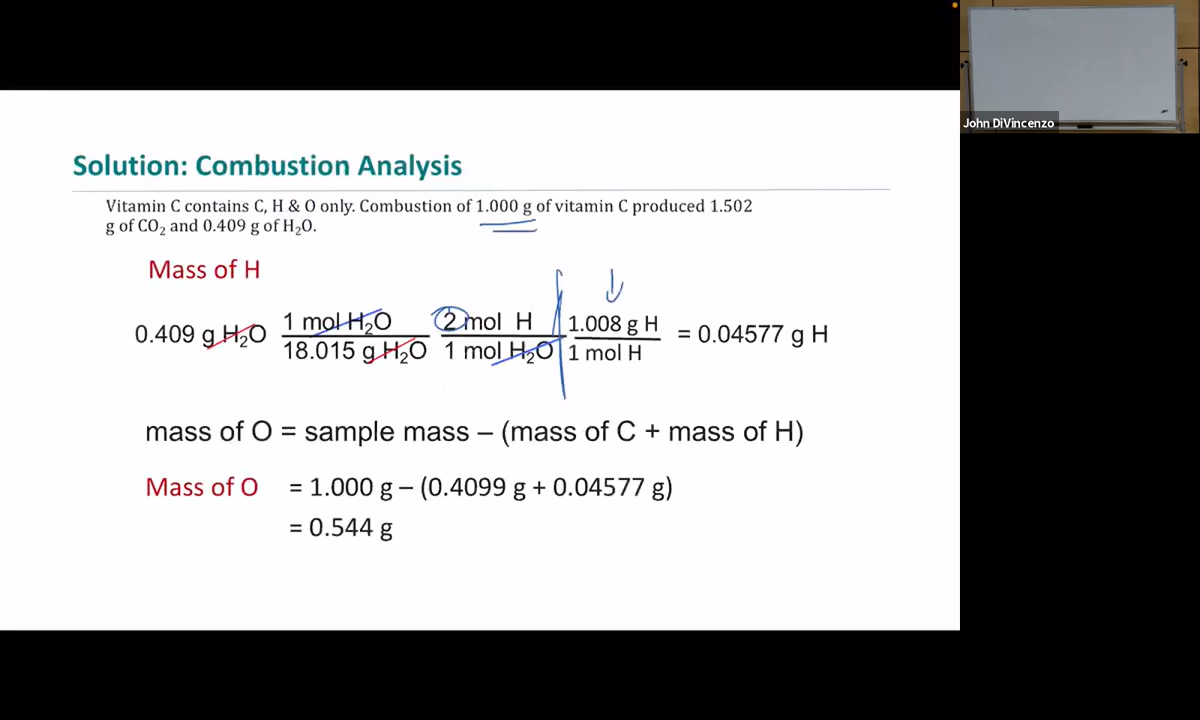 John DiVincenzo
Solution: Combustion Analysis
Vitamin C contains C, H & O only. Combustion of 1.000 g of vitamin C produced 1.502
g of CO₂ and 0.409 g of H₂O.
Mass of H
0.409 g H₂O 1 mol H₂O / 18.015 g H₂O 2 mol H / 1 mol H₂O 1.008 g H / 1 mol H = 0.04577 g H
mass of O = sample mass – (mass of C + mass of H)
Mass of O = 1.000 g – (0.4099 g + 0.04577 g)
= 0.544 g